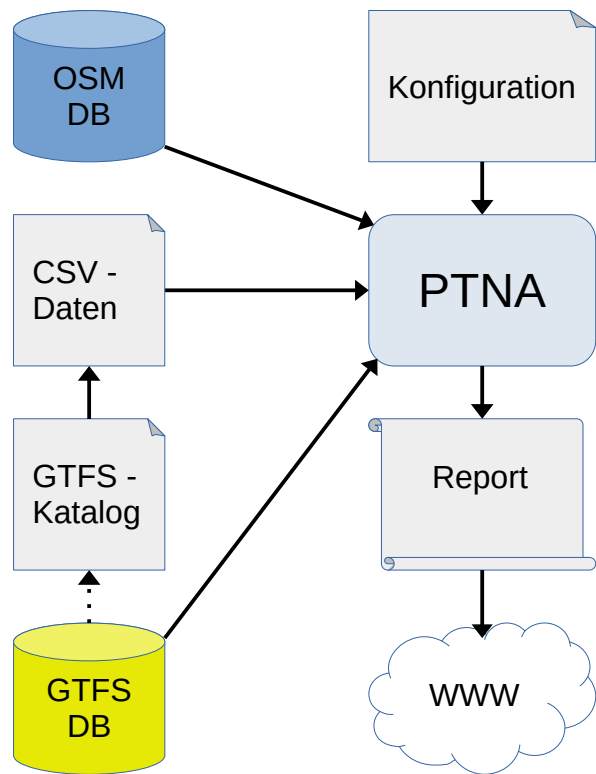 OSM
DB
Konfiguration
CSV -
Daten
PTNA
GTFS -
Katalog
Report
GTFS
DB
WWW